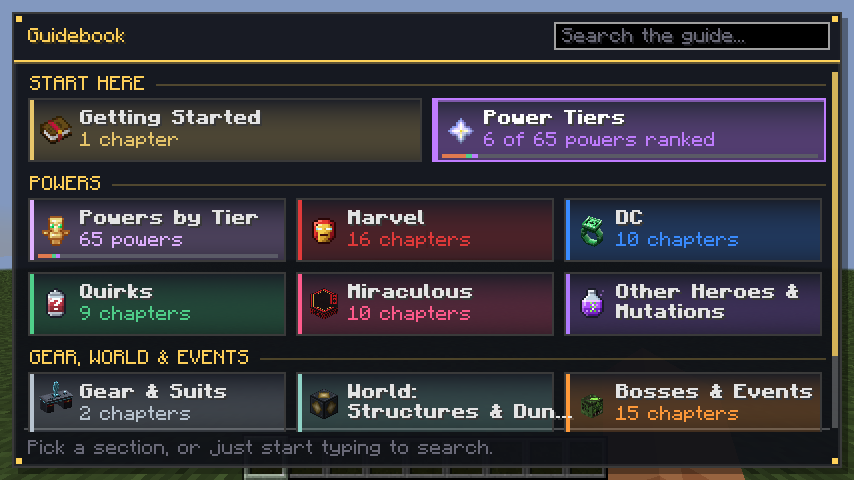 Guidebook
Search the guide...
START HERE
Getting Started
1 chapter
Power Tiers
6 of 65 powers ranked
POWERS
Powers by Tier
65 powers
Marvel
16 chapters
DC
10 chapters
Quirks
9 chapters
Miraculous
10 chapters
Other Heroes &
Mutations
GEAR, WORLD & EVENTS
Gear & Suits
2 chapters
World:
Structures & Dun...
Bosses & Events
15 chapters
Pick a section, or just start typing to search.